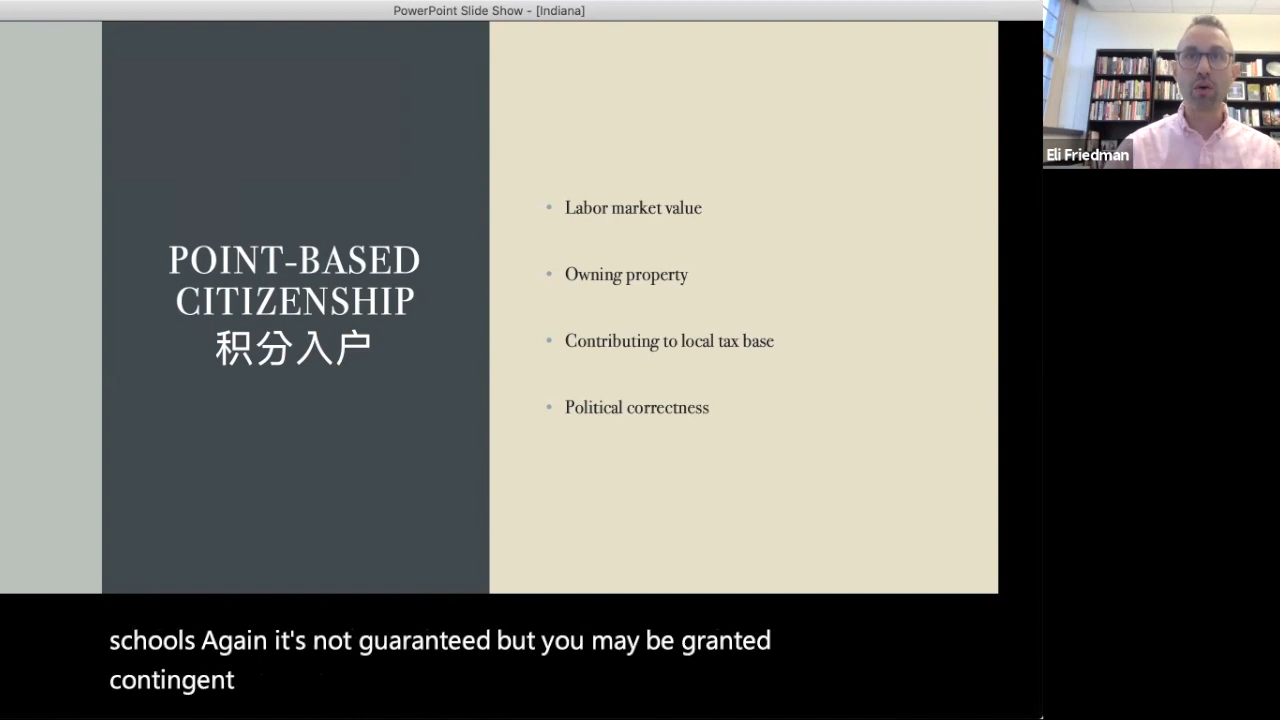 PowerPoint Slide Show - [Indiana]
POINT-BASED
CITIZENSHIP
积分入户
• Labor market value
• Owning property
• Contributing to local tax base
• Political correctness
Eli Friedman
schools Again it's not guaranteed but you may be granted
contingent